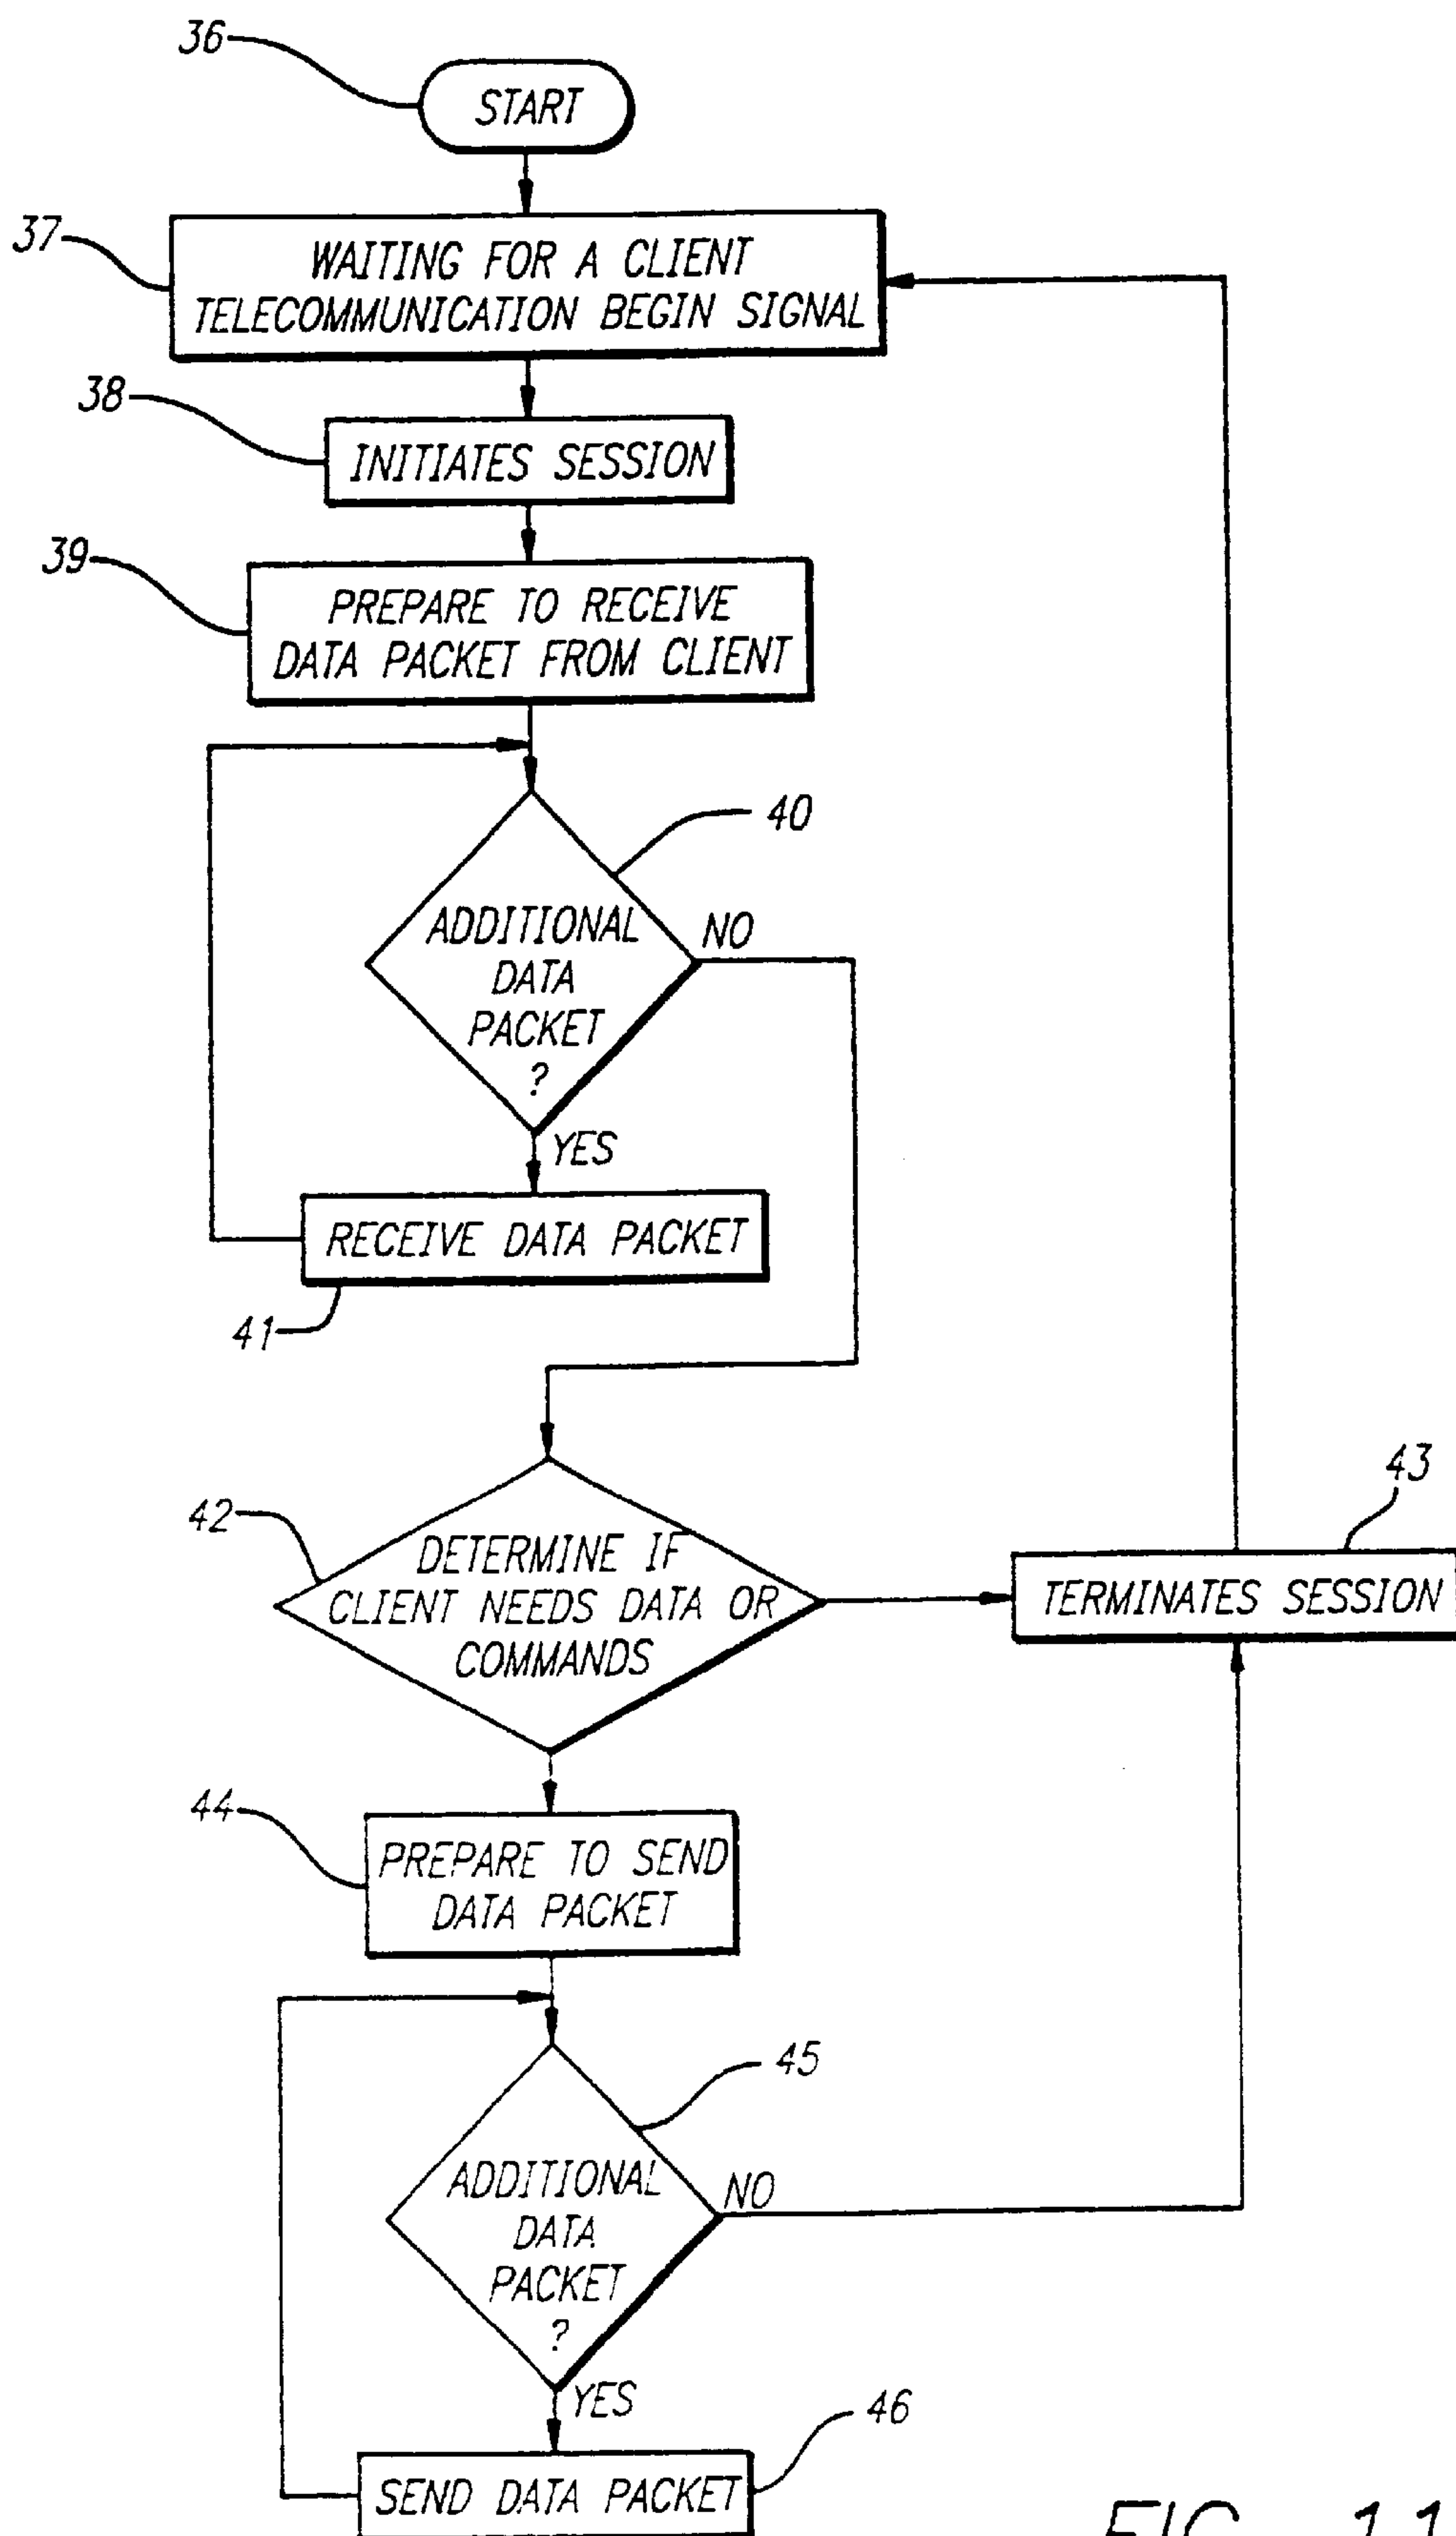 36
START
37
WAITING FOR A CLIENT
TELECOMMUNICATION BEGIN SIGNAL
38
INITIATES SESSION
39
PREPARE TO RECEIVE
DATA PACKET FROM CLIENT
40
ADDITIONAL
DATA
PACKET
?
NO
YES
RECEIVE DATA PACKET
41
42
DETERMINE IF
CLIENT NEEDS DATA OR
COMMANDS
43
TERMINATES SESSION
44
PREPARE TO SEND
DATA PACKET
45
ADDITIONAL
DATA
PACKET
?
NO
YES
46
SEND DATA PACKET
FIG. 11